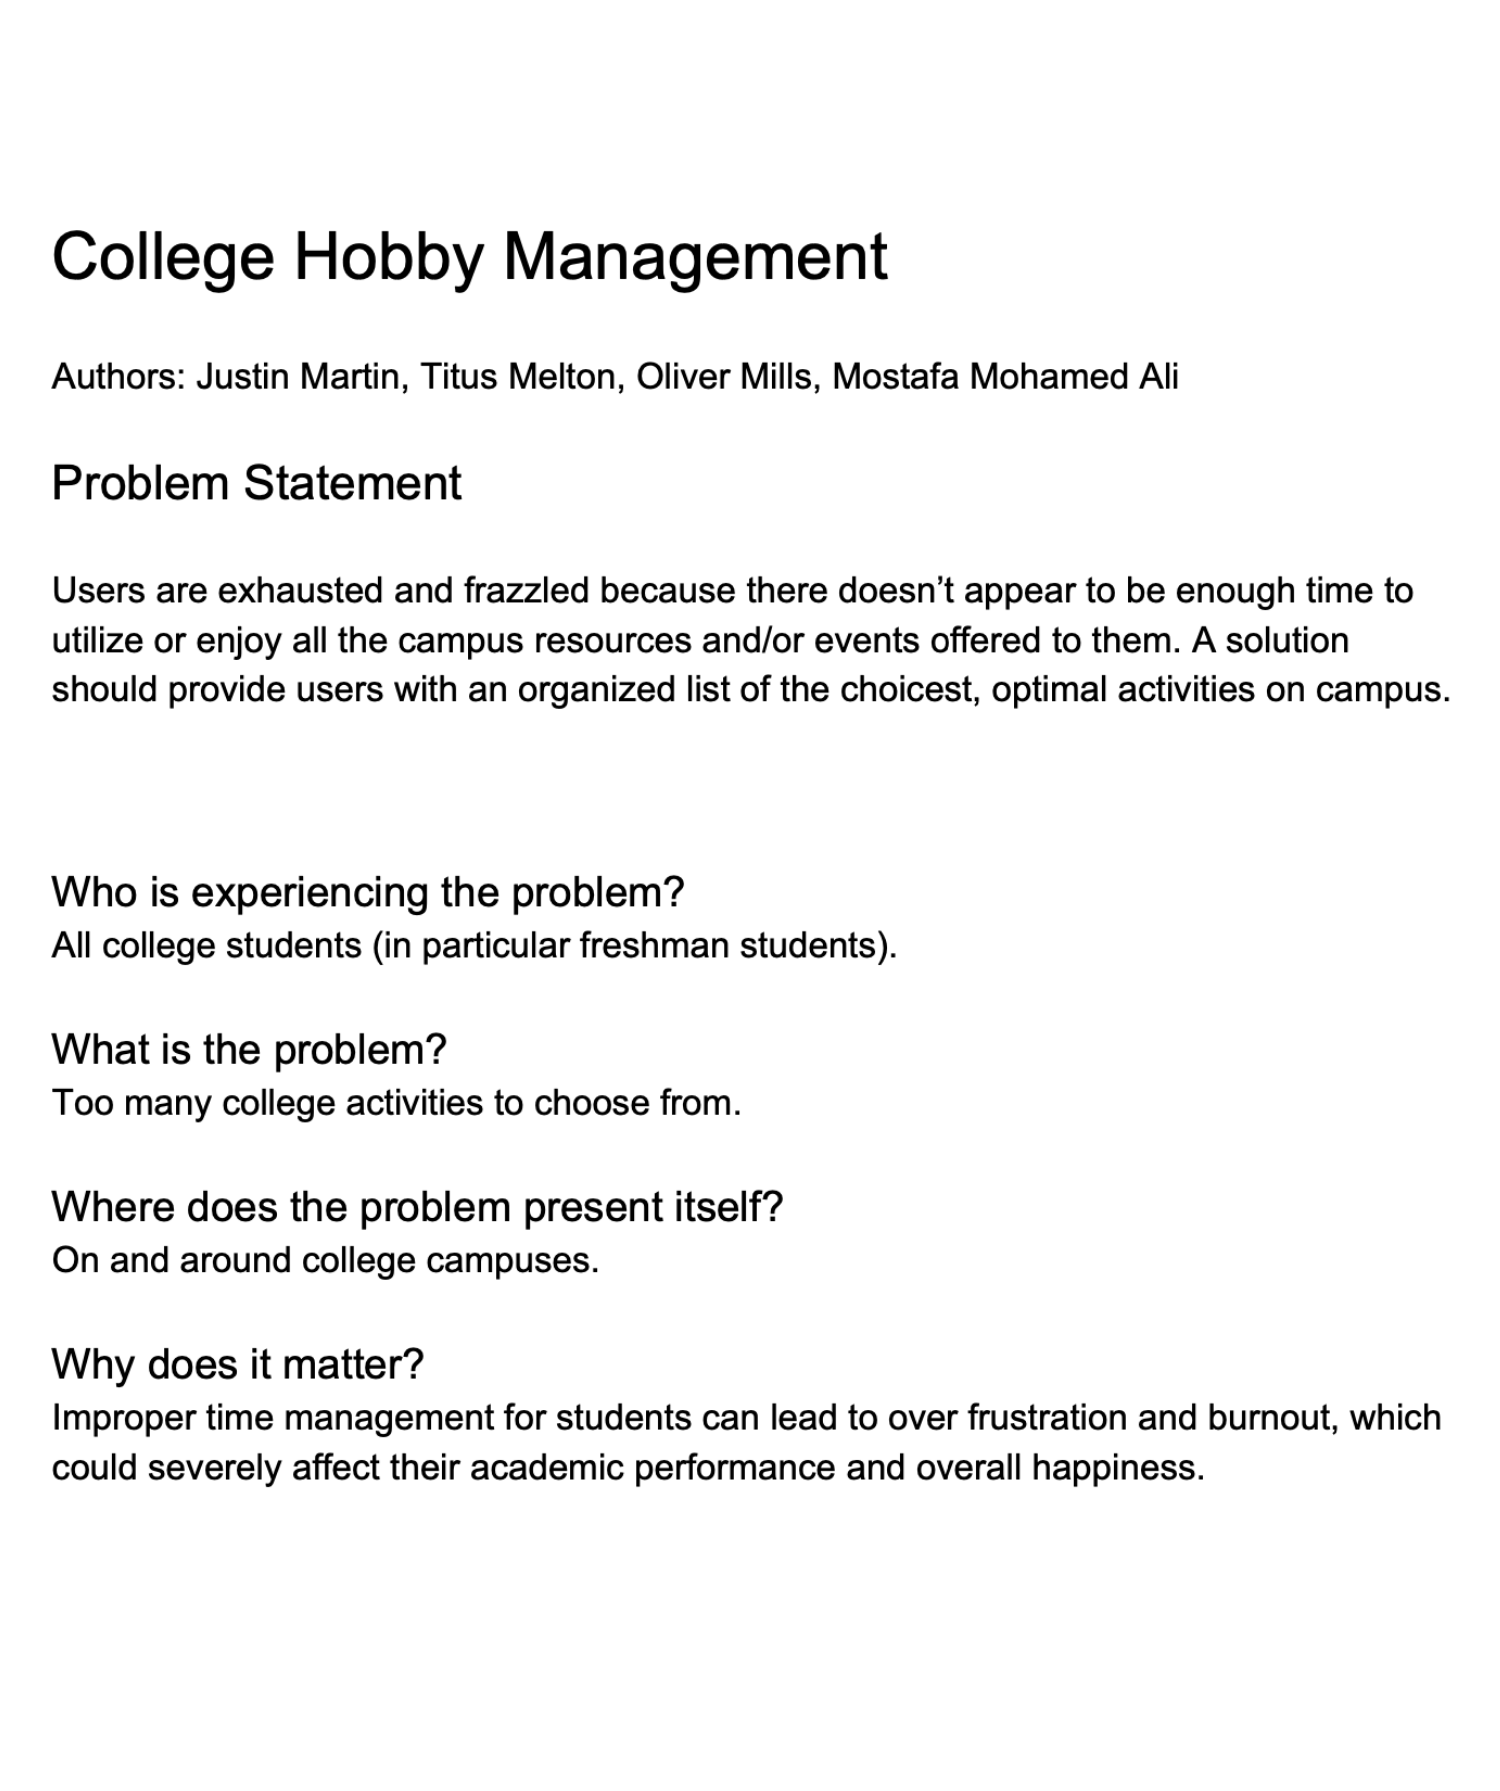 College Hobby Management
Authors: Justin Martin, Titus Melton, Oliver Mills, Mostafa Mohamed Ali
Problem Statement
Users are exhausted and frazzled because there doesn’t appear to be enough time to
utilize or enjoy all the campus resources and/or events offered to them. A solution
should provide users with an organized list of the choicest, optimal activities on campus.
Who is experiencing the problem?
All college students (in particular freshman students).
What is the problem?
Too many college activities to choose from.
Where does the problem present itself?
On and around college campuses.
Why does it matter?
Improper time management for students can lead to over frustration and burnout, which
could severely affect their academic performance and overall happiness.